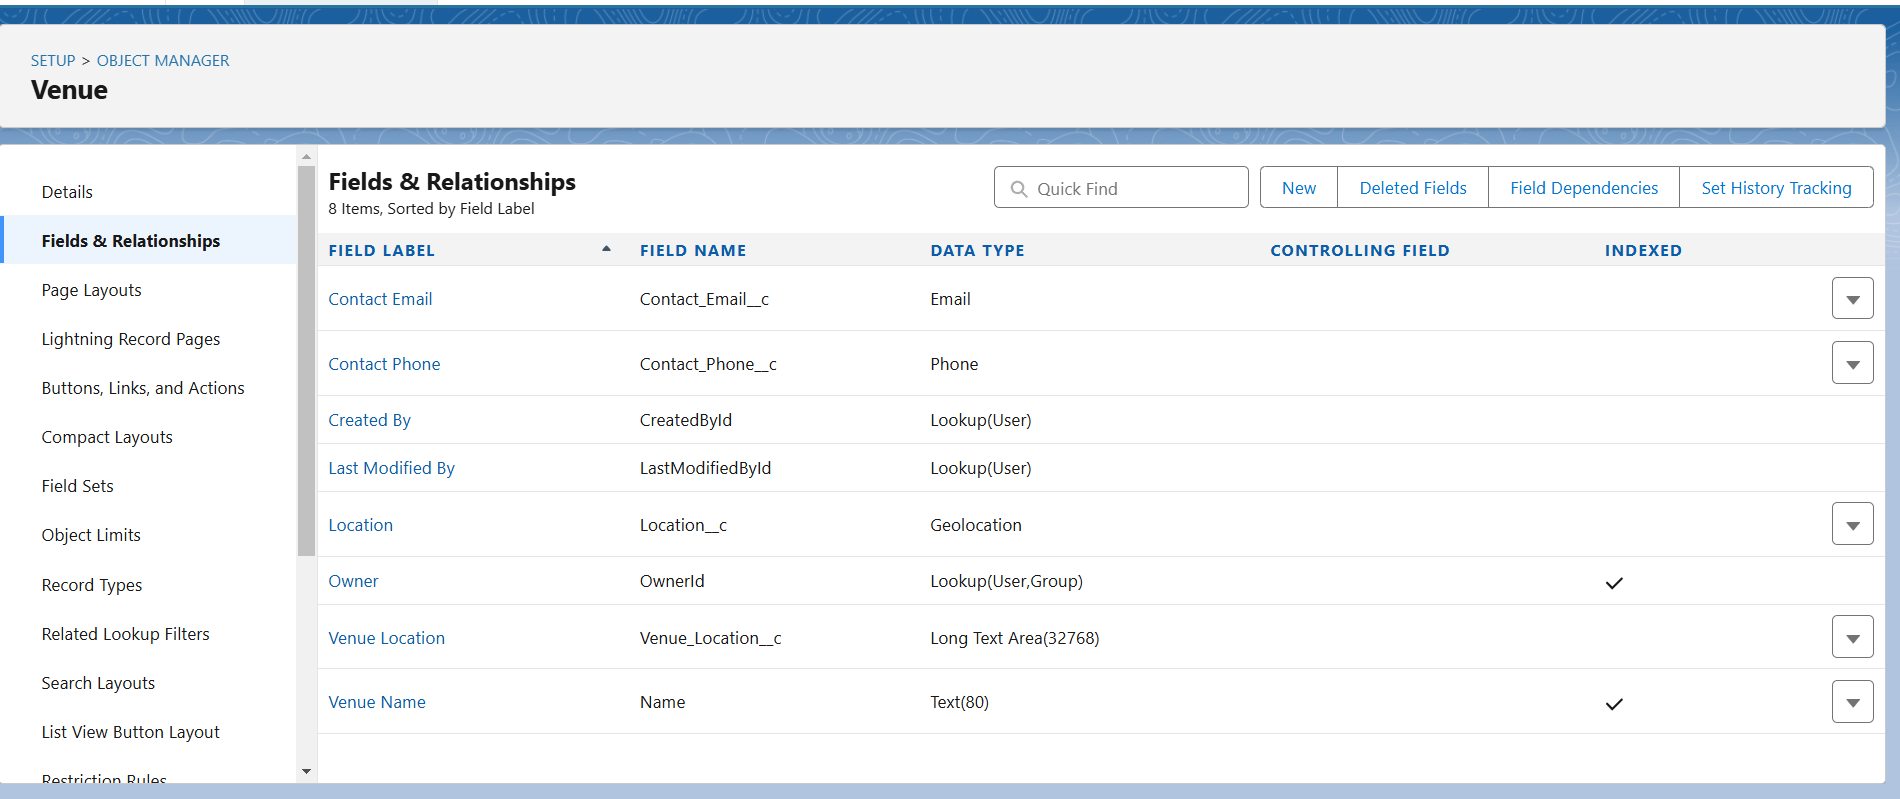 SETUP > OBJECT MANAGER
Venue
Details
Fields & Relationships
Page Layouts
Lightning Record Pages
Buttons, Links, and Actions
Compact Layouts
Field Sets
Object Limits
Record Types
Related Lookup Filters
Search Layouts
List View Button Layout
Restriction Rules
Fields & Relationships
8 Items, Sorted by Field Label
Quick Find
New Deleted Fields Field Dependencies Set History Tracking
FIELD LABEL FIELD NAME DATA TYPE CONTROLLING FIELD INDEXED
Contact Email Contact_Email__c Email
Contact Phone Contact_Phone__c Phone
Created By CreatedById Lookup(User)
Last Modified By LastModifiedById Lookup(User)
Location Location__c Geolocation
Owner OwnerId Lookup(User,Group)
Venue Location Venue_Location__c Long Text Area(32768)
Venue Name Name Text(80)